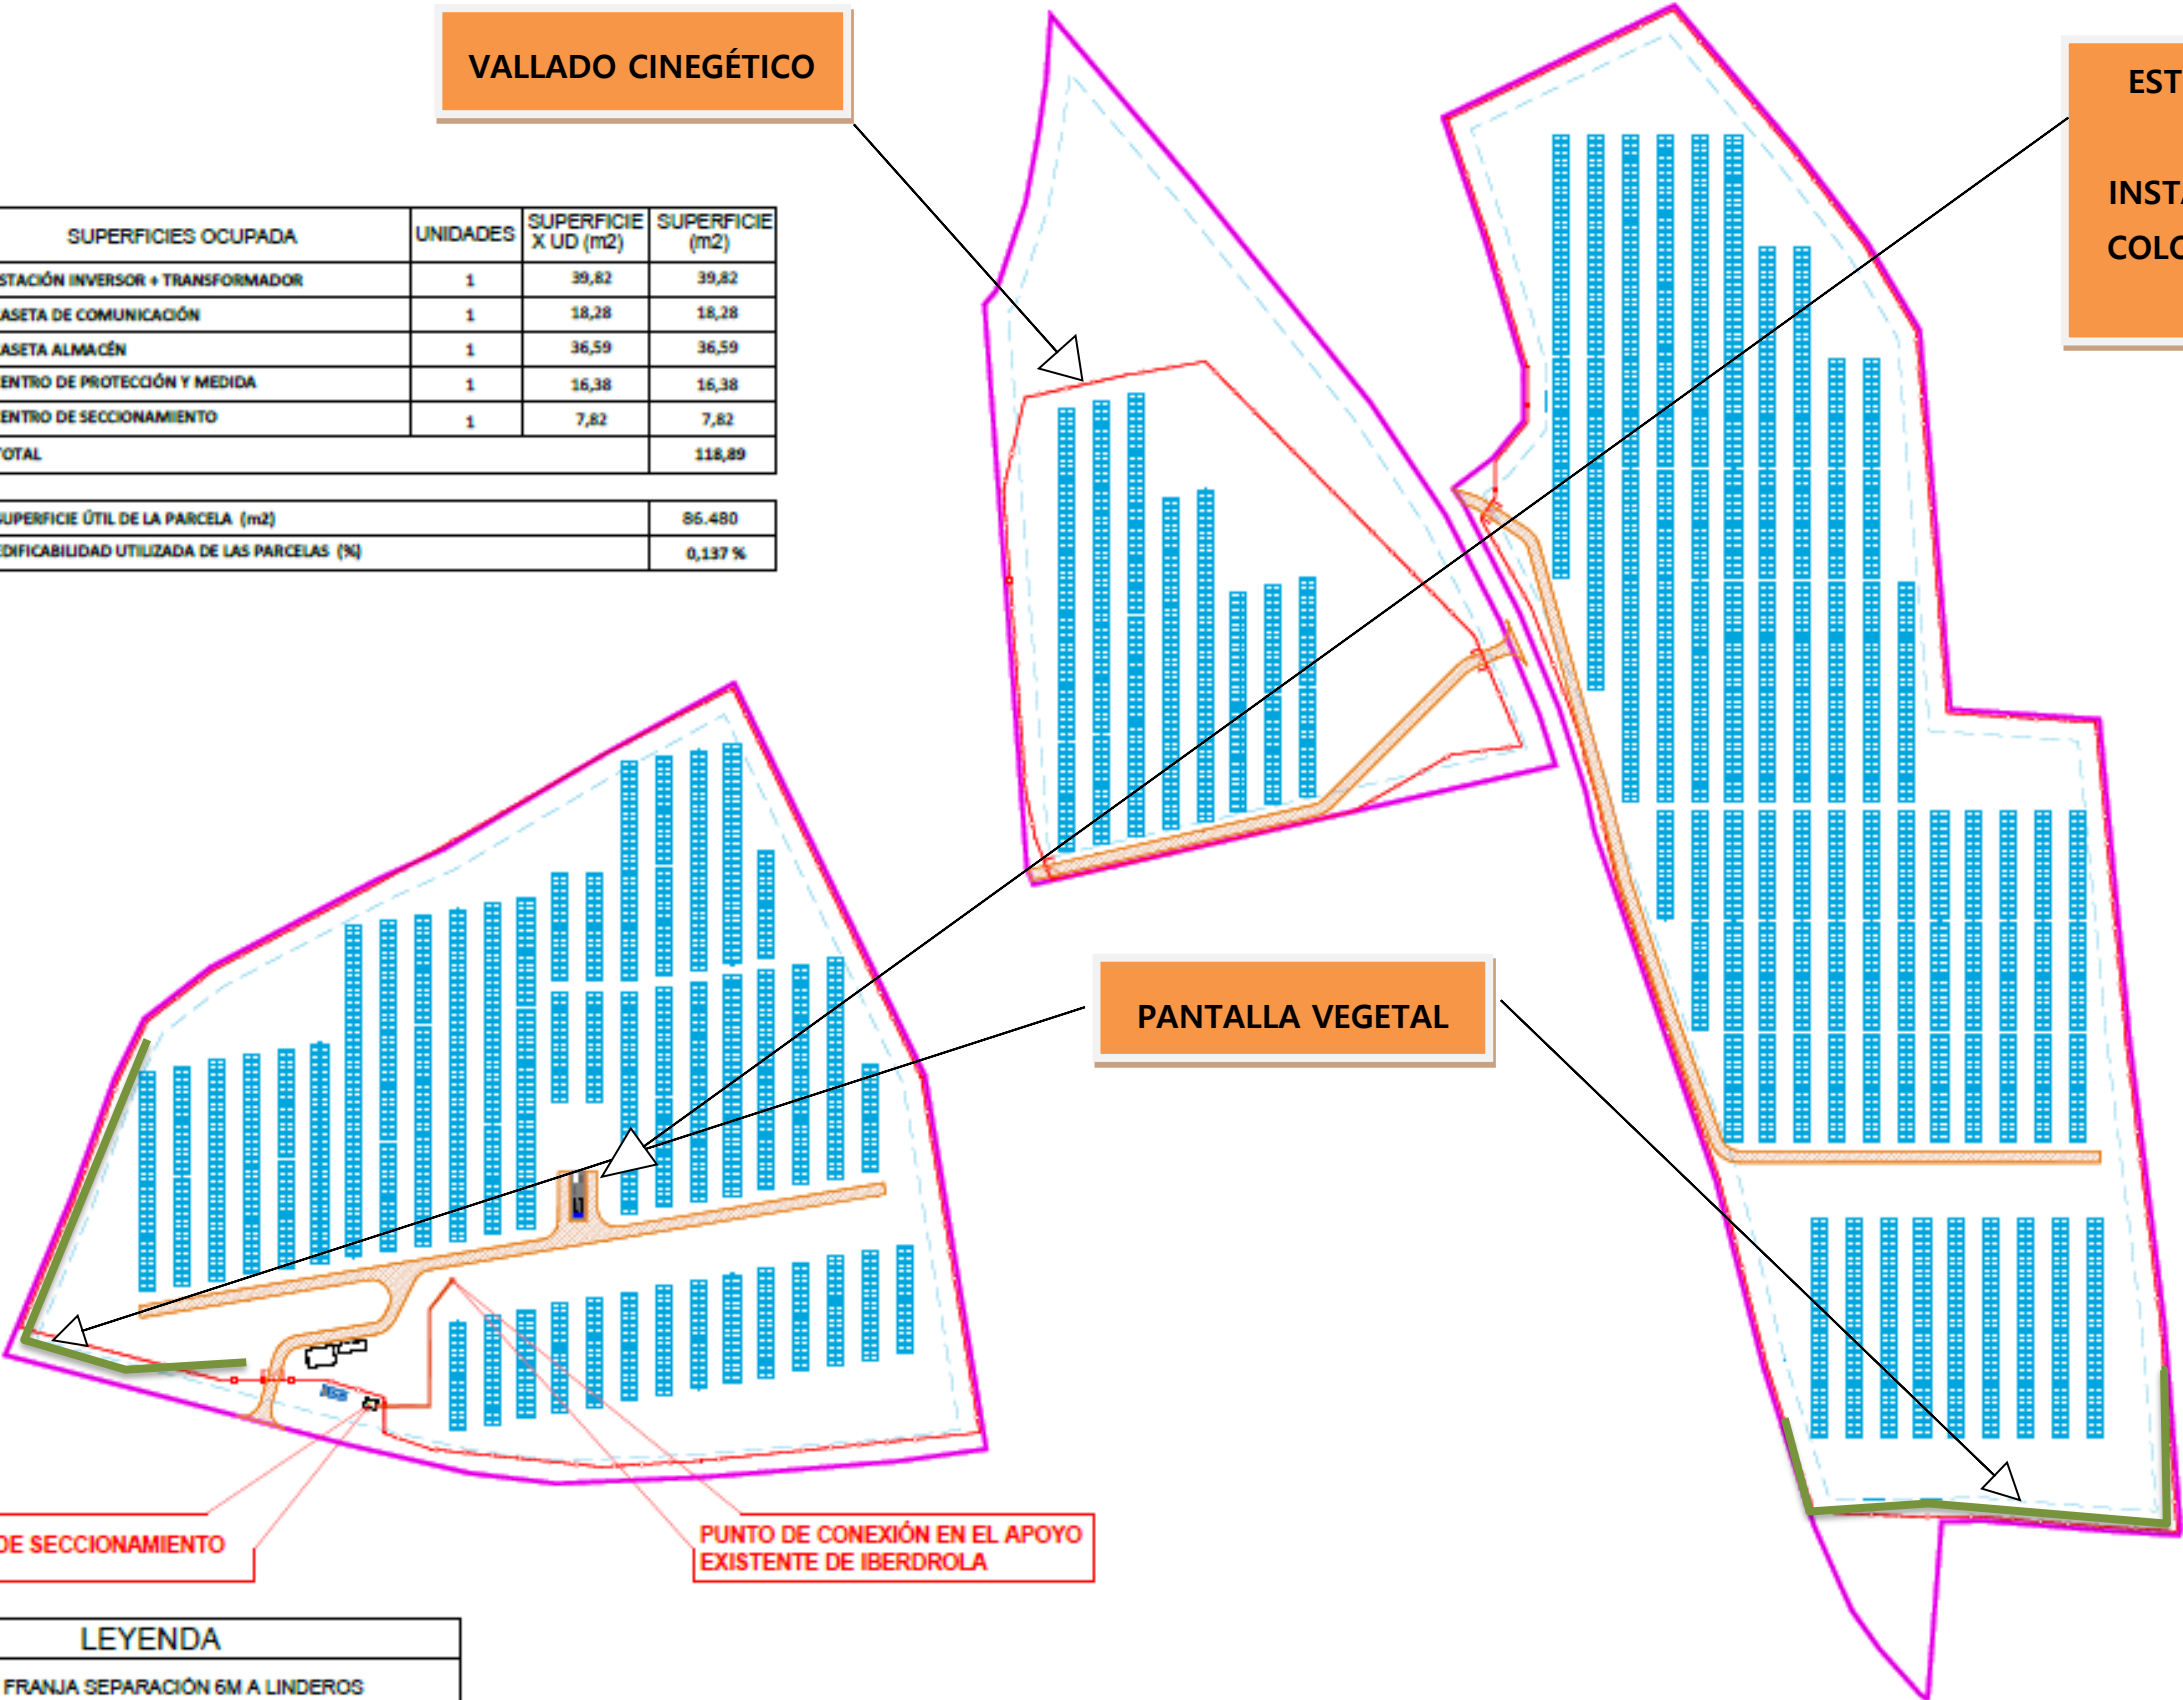 VALLADO CINEGÉTICO
EST
INSTA
COLO
SUPERFICIES OCUPADA UNIDADES SUPERFICIE X UD (m2) SUPERFICIE (m2)
STACIÓN INVERSOR + TRANSFORMADOR 1 39,82 39,82
ASETA DE COMUNICACIÓN 1 18,28 18,28
ASETA ALMACÉN 1 36,59 36,59
ENTRO DE PROTECCIÓN Y MEDIDA 1 16,38 16,38
ENTRO DE SECCIONAMIENTO 1 7,82 7,82
TOTAL 118,89
SUPERFICIE ÚTIL DE LA PARCELA (m2) 86.480
EDIFICABILIDAD UTILIZADA DE LAS PARCELAS (%) 0,137 %
PANTALLA VEGETAL
DE SECCIONAMIENTO
PUNTO DE CONEXIÓN EN EL APOYO
EXISTENTE DE IBERDROLA
LEYENDA
FRANJA SEPARACIÓN 6M A LINDEROS